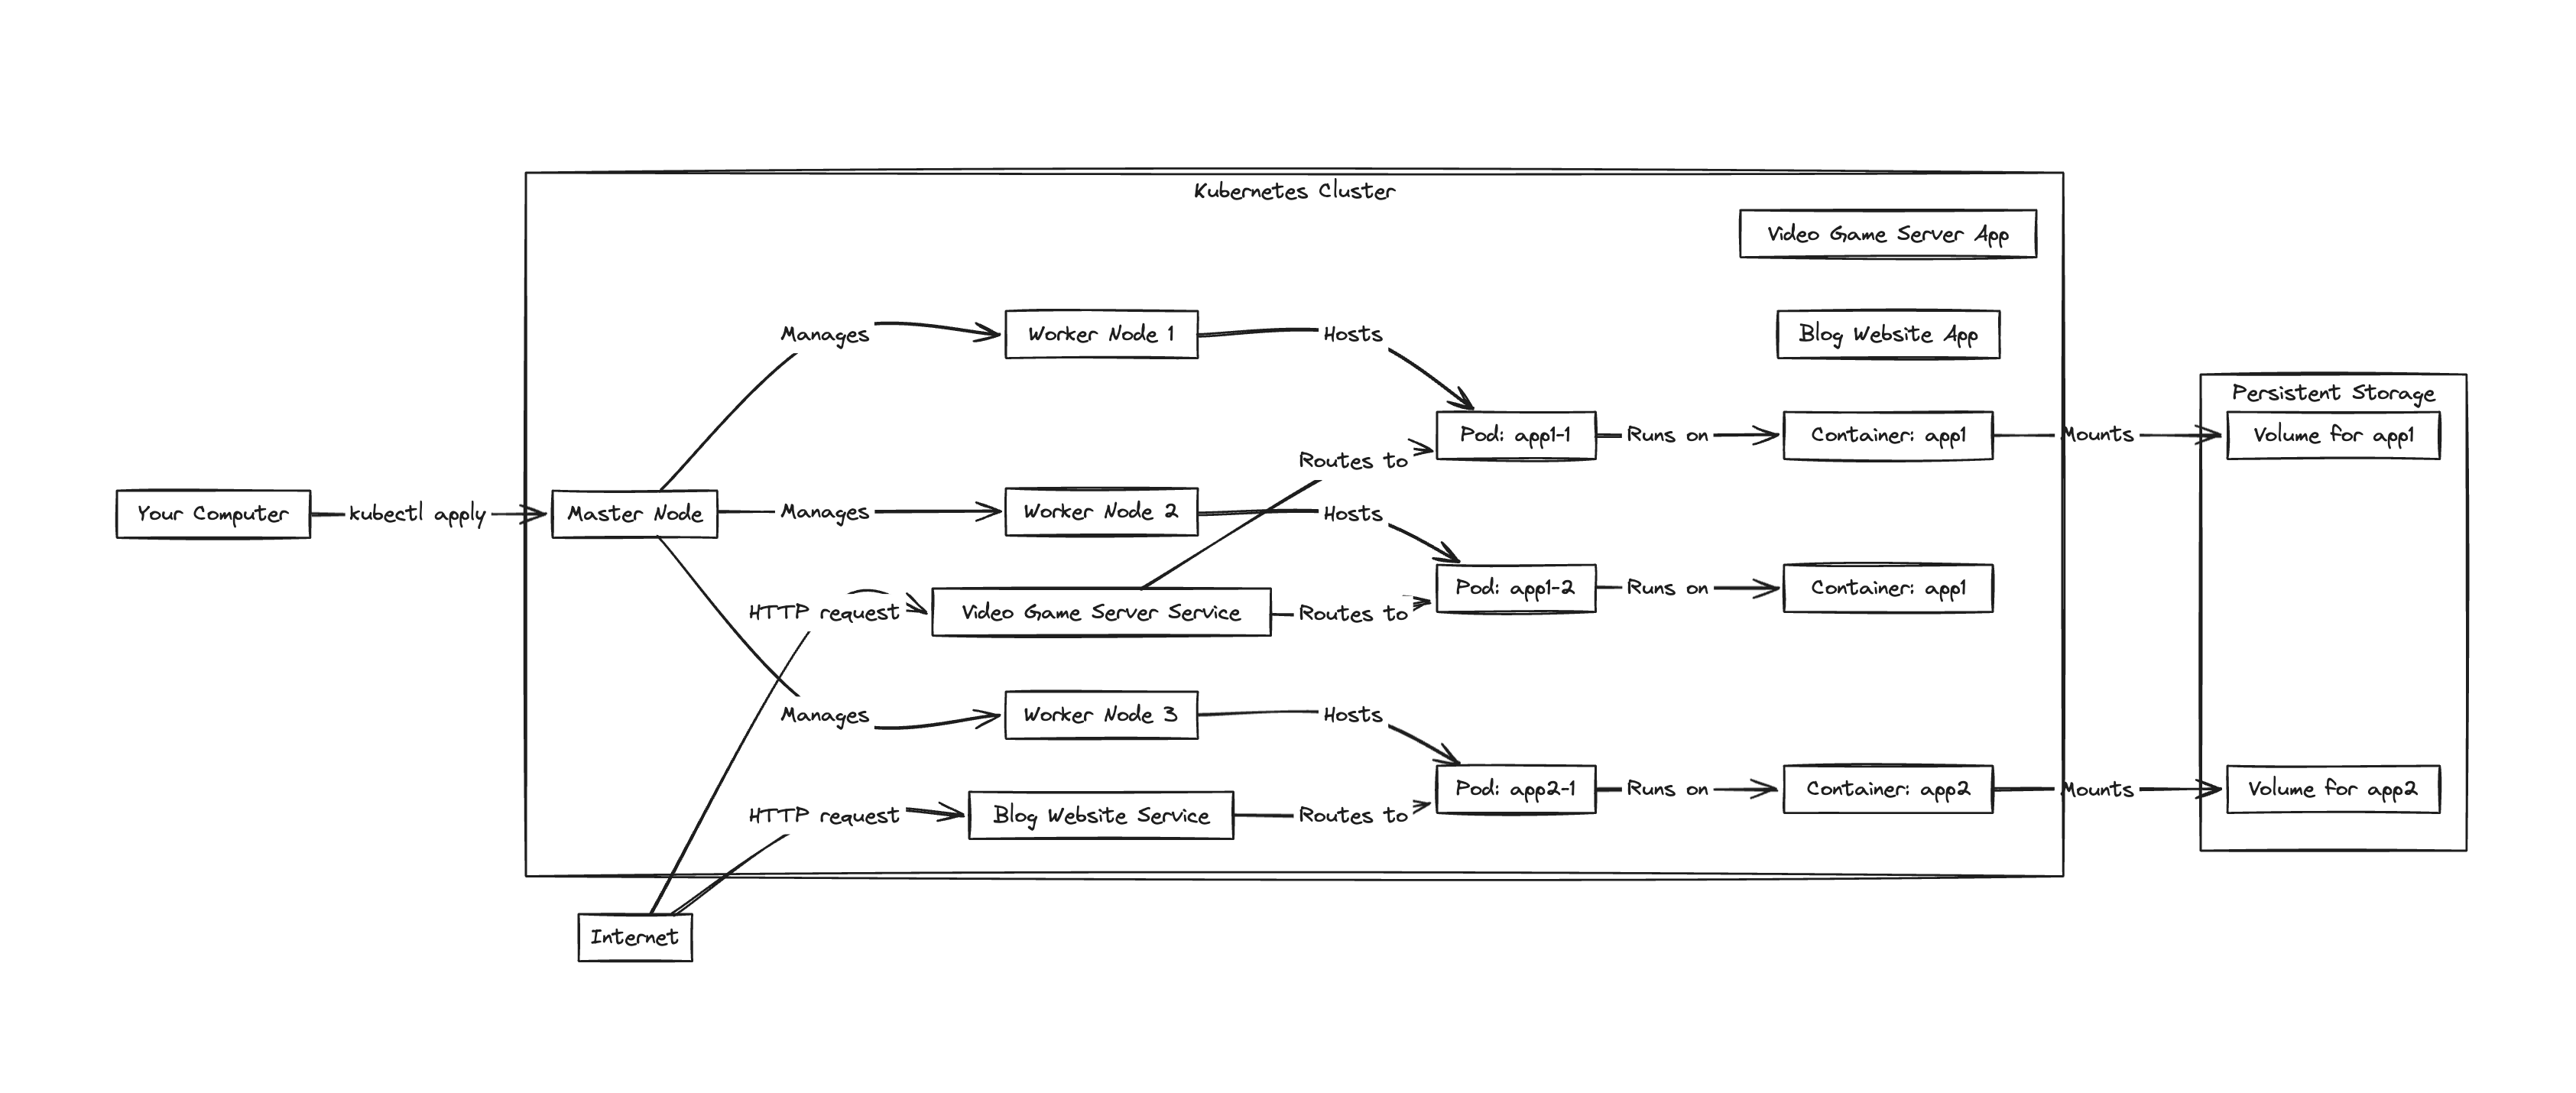 Kubernetes Cluster
Video Game Server App
Manages
Worker Node 1
Hosts
Blog Website App
Persistent Storage
Pod: app1-1
Runs on
Container: app1
Mounts
Volume for app1
Routes to
Your Computer
kubectl apply
Master Node
Manages
Worker Node 2
Hosts
Pod: app1-2
Runs on
Container: app1
HTTP request
Video Game Server Service
Routes to
Manages
Worker Node 3
Hosts
Pod: app2-1
Runs on
Container: app2
Mounts
Volume for app2
HTTP request
Blog Website Service
Routes to
Internet